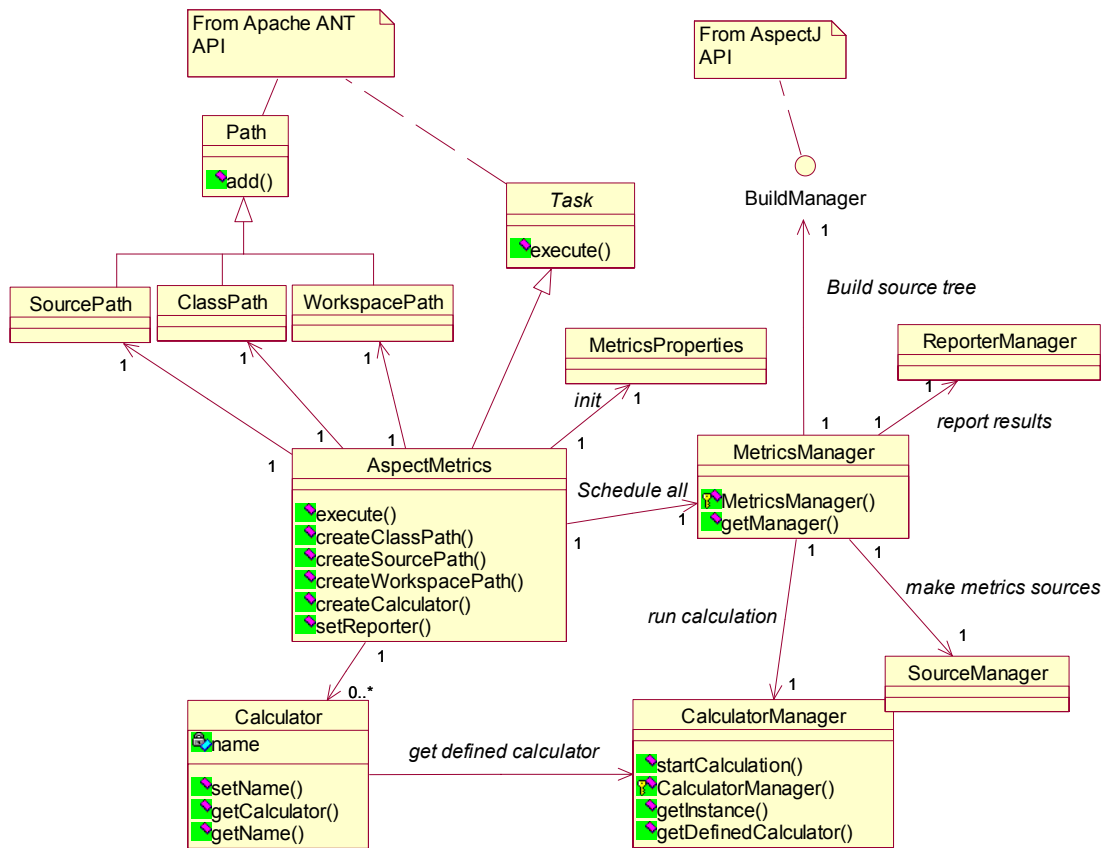 From Apache ANT
API
From AspectJ
API
Path
add()
Task
execute()
BuildManager
1
SourcePath
ClassPath
WorkspacePath
Build source tree
MetricsProperties
ReporterManager
1
1
1
1
init
1
1
1
1
1
1
1
1
report results
AspectMetrics
execute()
createClassPath()
createSourcePath()
createWorkspacePath()
createCalculator()
setReporter()
Schedule all
1
1
MetricsManager
MetricsManager()
getManager()
1
1
make metrics sources
run calculation
1
0..*
1
1
SourceManager
Calculator
name
setName()
getCalculator()
getName()
get defined calculator
CalculatorManager
startCalculation()
CalculatorManager()
getInstance()
getDefinedCalculator()